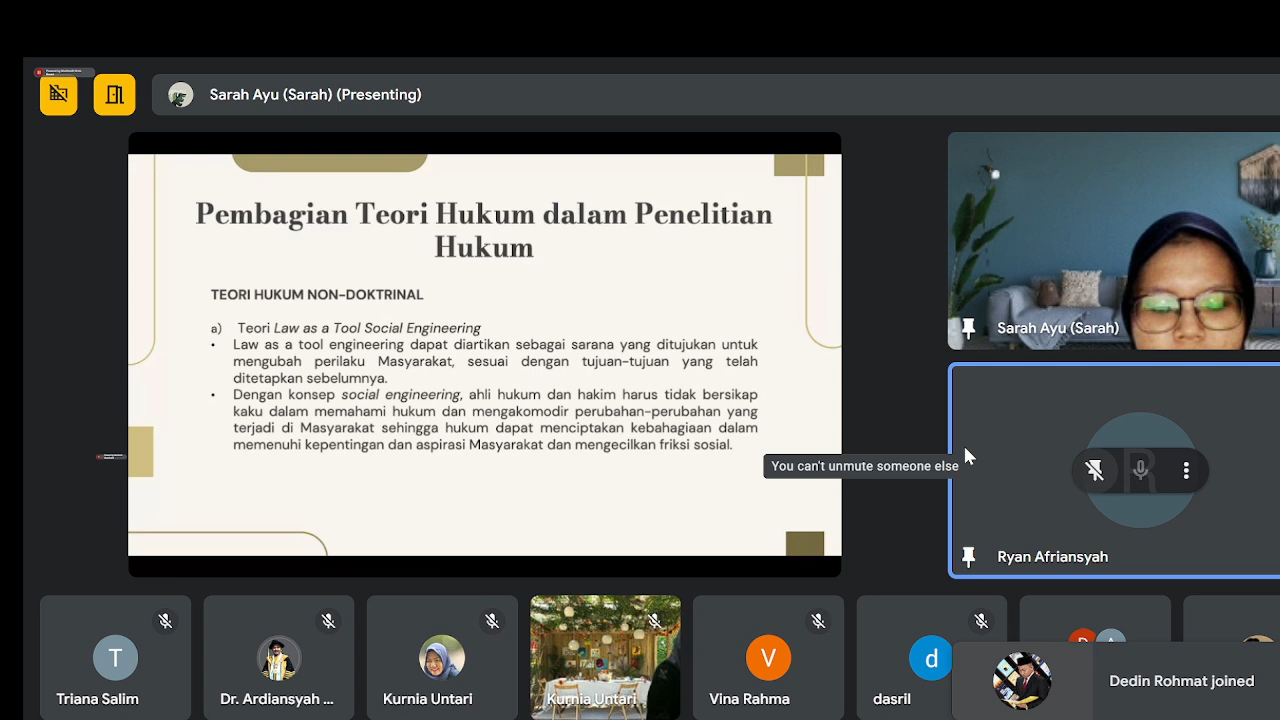 Sarah Ayu (Sarah) (Presenting)
Pembagian Teori Hukum dalam Penelitian
Hukum
TEORI HUKUM NON-DOKTRINAL
a) Teori Law as a Tool Social Engineering
• Law as a tool engineering dapat diartikan sebagai sarana yang ditujukan untuk
mengubah perilaku Masyarakat, sesuai dengan tujuan-tujuan yang telah
ditetapkan sebelumnya.
• Dengan konsep social engineering, ahli hukum dan hakim harus tidak bersikap
kaku dalam memahami hukum dan mengakomodir perubahan-perubahan yang
terjadi di Masyarakat sehingga hukum dapat menciptakan kebahagiaan dalam
memenuhi kepentingan dan aspirasi Masyarakat dan mengecilkan friksi sosial.
Sarah Ayu (Sarah)
You can't unmute someone else
R
Ryan Afriansyah
T
Triana Salim
Dr. Ardiansyah ...
Kurnia Untari
Kurnia Untari
V
Vina Rahma
d
dasril
Dedin Rohmat joined